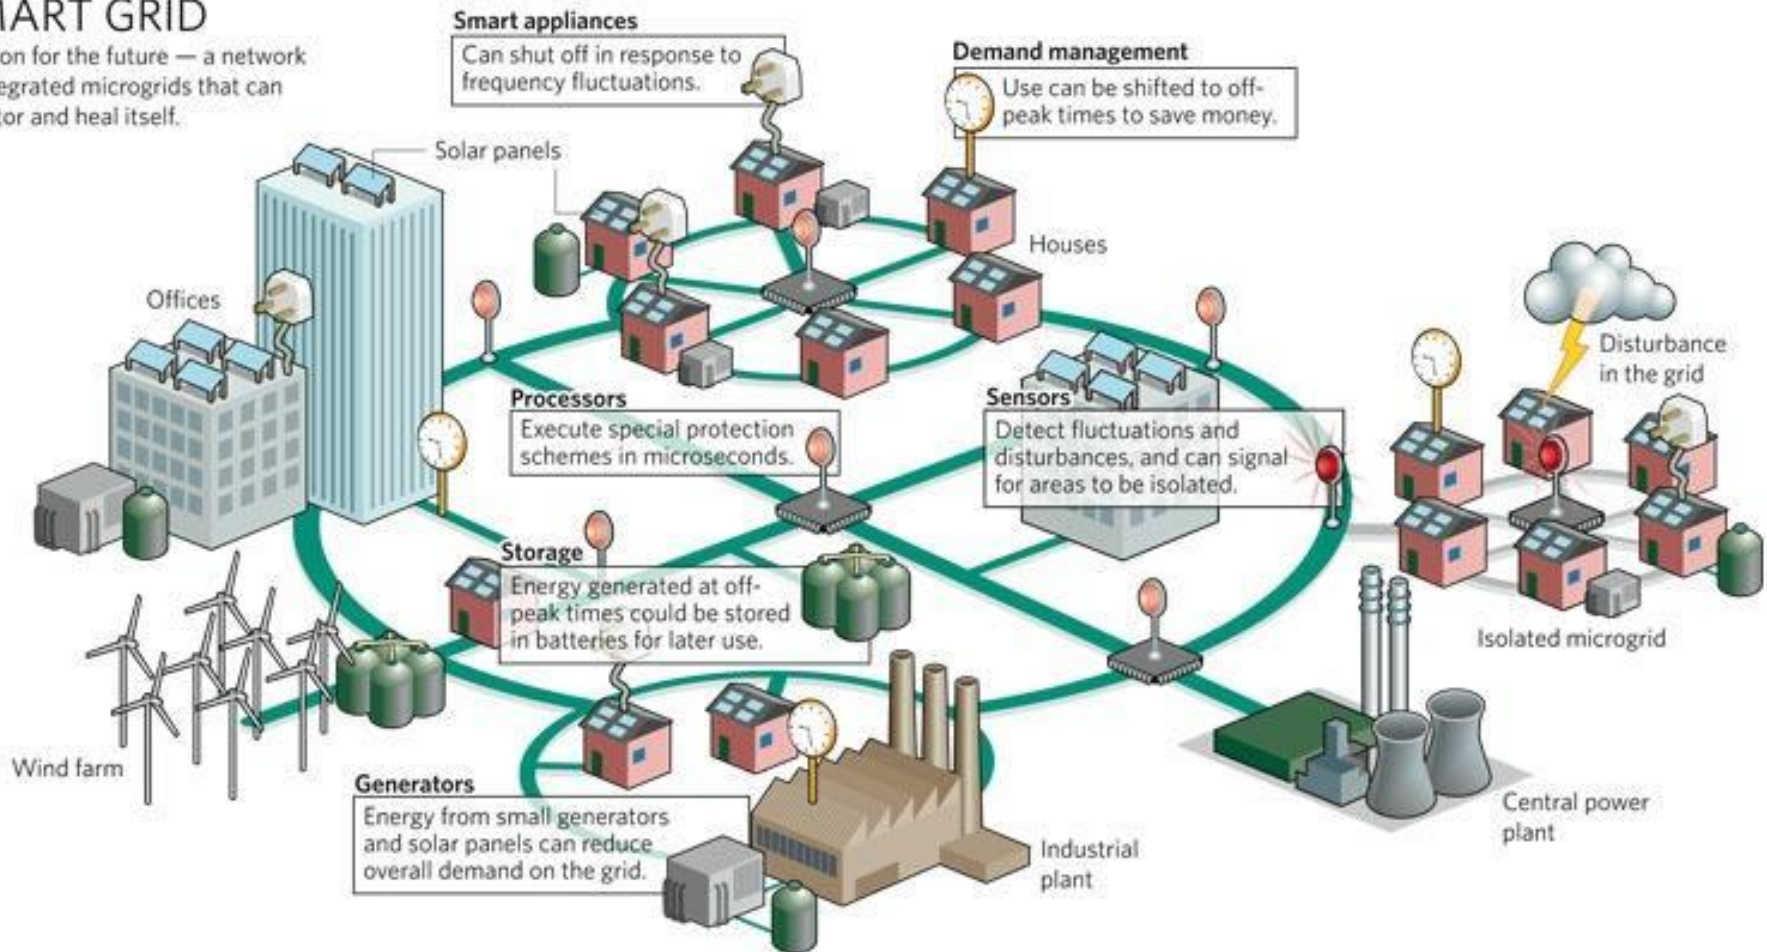 MART GRID
on for the future — a network
egrated microgrids that can
tor and heal itself.
Smart appliances
Can shut off in response to
frequency fluctuations.
Demand management
Use can be shifted to off-
peak times to save money.
Solar panels
Houses
Offices
Disturbance
in the grid
Processors
Execute special protection
schemes in microseconds.
Sensors
Detect fluctuations and
disturbances, and can signal
for areas to be isolated.
Storage
Energy generated at off-
peak times could be stored
in batteries for later use.
Isolated microgrid
Wind farm
Generators
Energy from small generators
and solar panels can reduce
overall demand on the grid.
Central power
plant
Industrial
plant